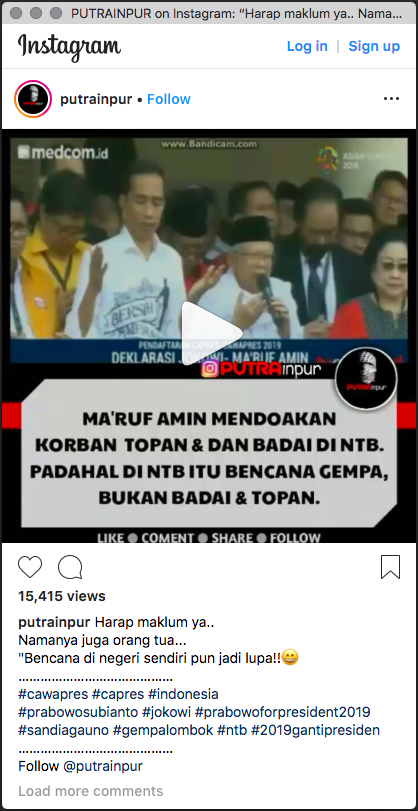 PUTRAINPUR on Instagram: “Harap maklum ya.. Nama...
Instagram
Log in | Sign up
putrainpur • Follow
medcom.id
www.Bandicam.com
ASIAN GAMES
2018
BERSIH
PENDAFTARAN CAPRES-CAWAPRES 2019
DEKLARASI JOKOWI- MA'RUF AMIN
PUTRAinpur
MA'RUF AMIN MENDOAKAN
KORBAN TOPAN & DAN BADAI DI NTB.
PADAHAL DI NTB ITU BENCANA GEMPA,
BUKAN BADAI & TOPAN.
LIKE COMENT SHARE FOLLOW
15,415 views
putrainpur Harap maklum ya..
Namanya juga orang tua...
"Bencana di negeri sendiri pun jadi lupa!!😄
..........................................
#cawapres #capres #indonesia
#prabowosubianto #jokowi #prabowoforpresident2019
#sandiagauno #gempalombok #ntb #2019gantipresiden
..........................................
Follow @putrainpur
Load more comments